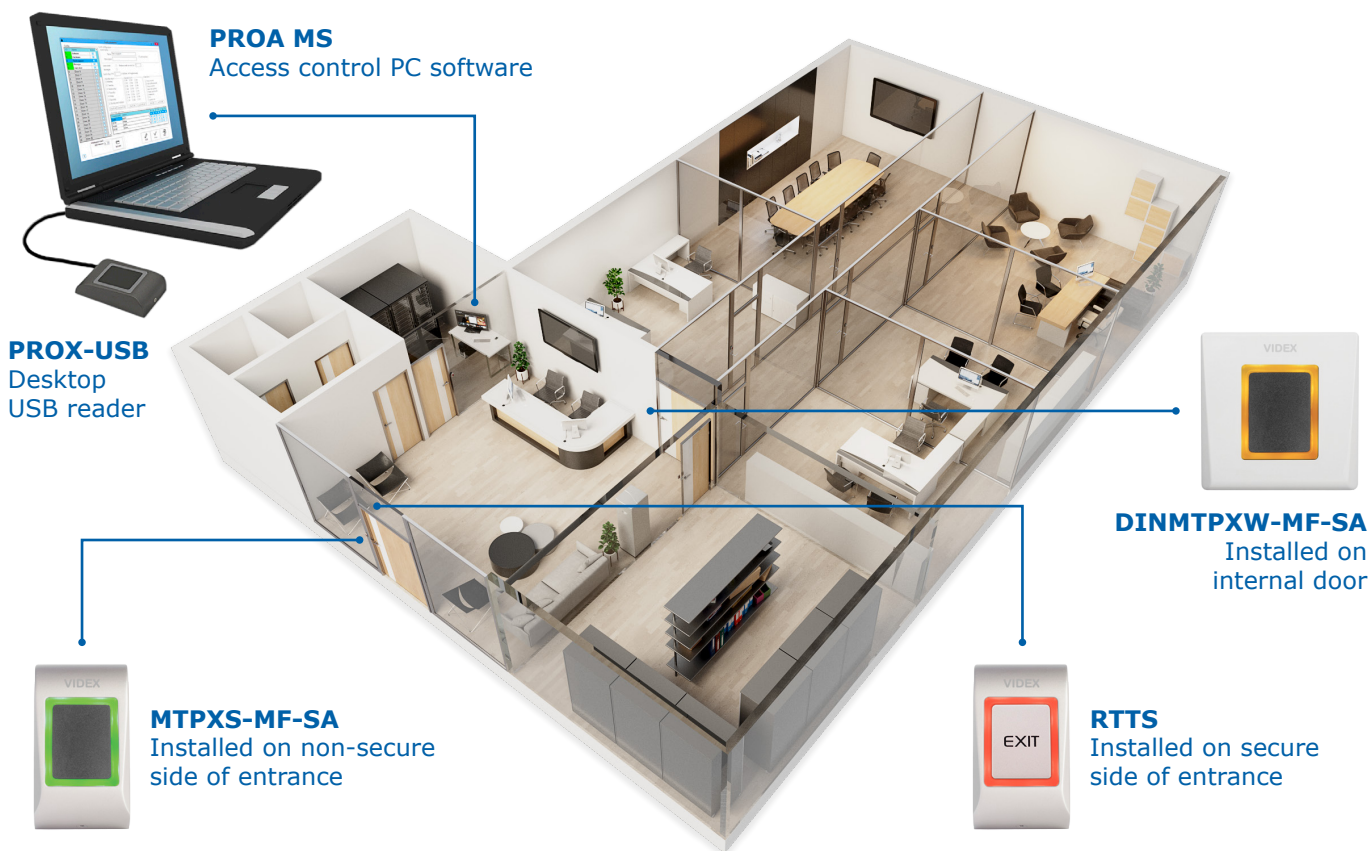 PROA MS
Access control PC software
PROX-USB
Desktop
USB reader
VIDEX
DINMTPXW-MF-SA
Installed on
internal door
VIDEX
MTPXS-MF-SA
Installed on non-secure
side of entrance
VIDEX
EXIT
RTTS
Installed on secure
side of entrance